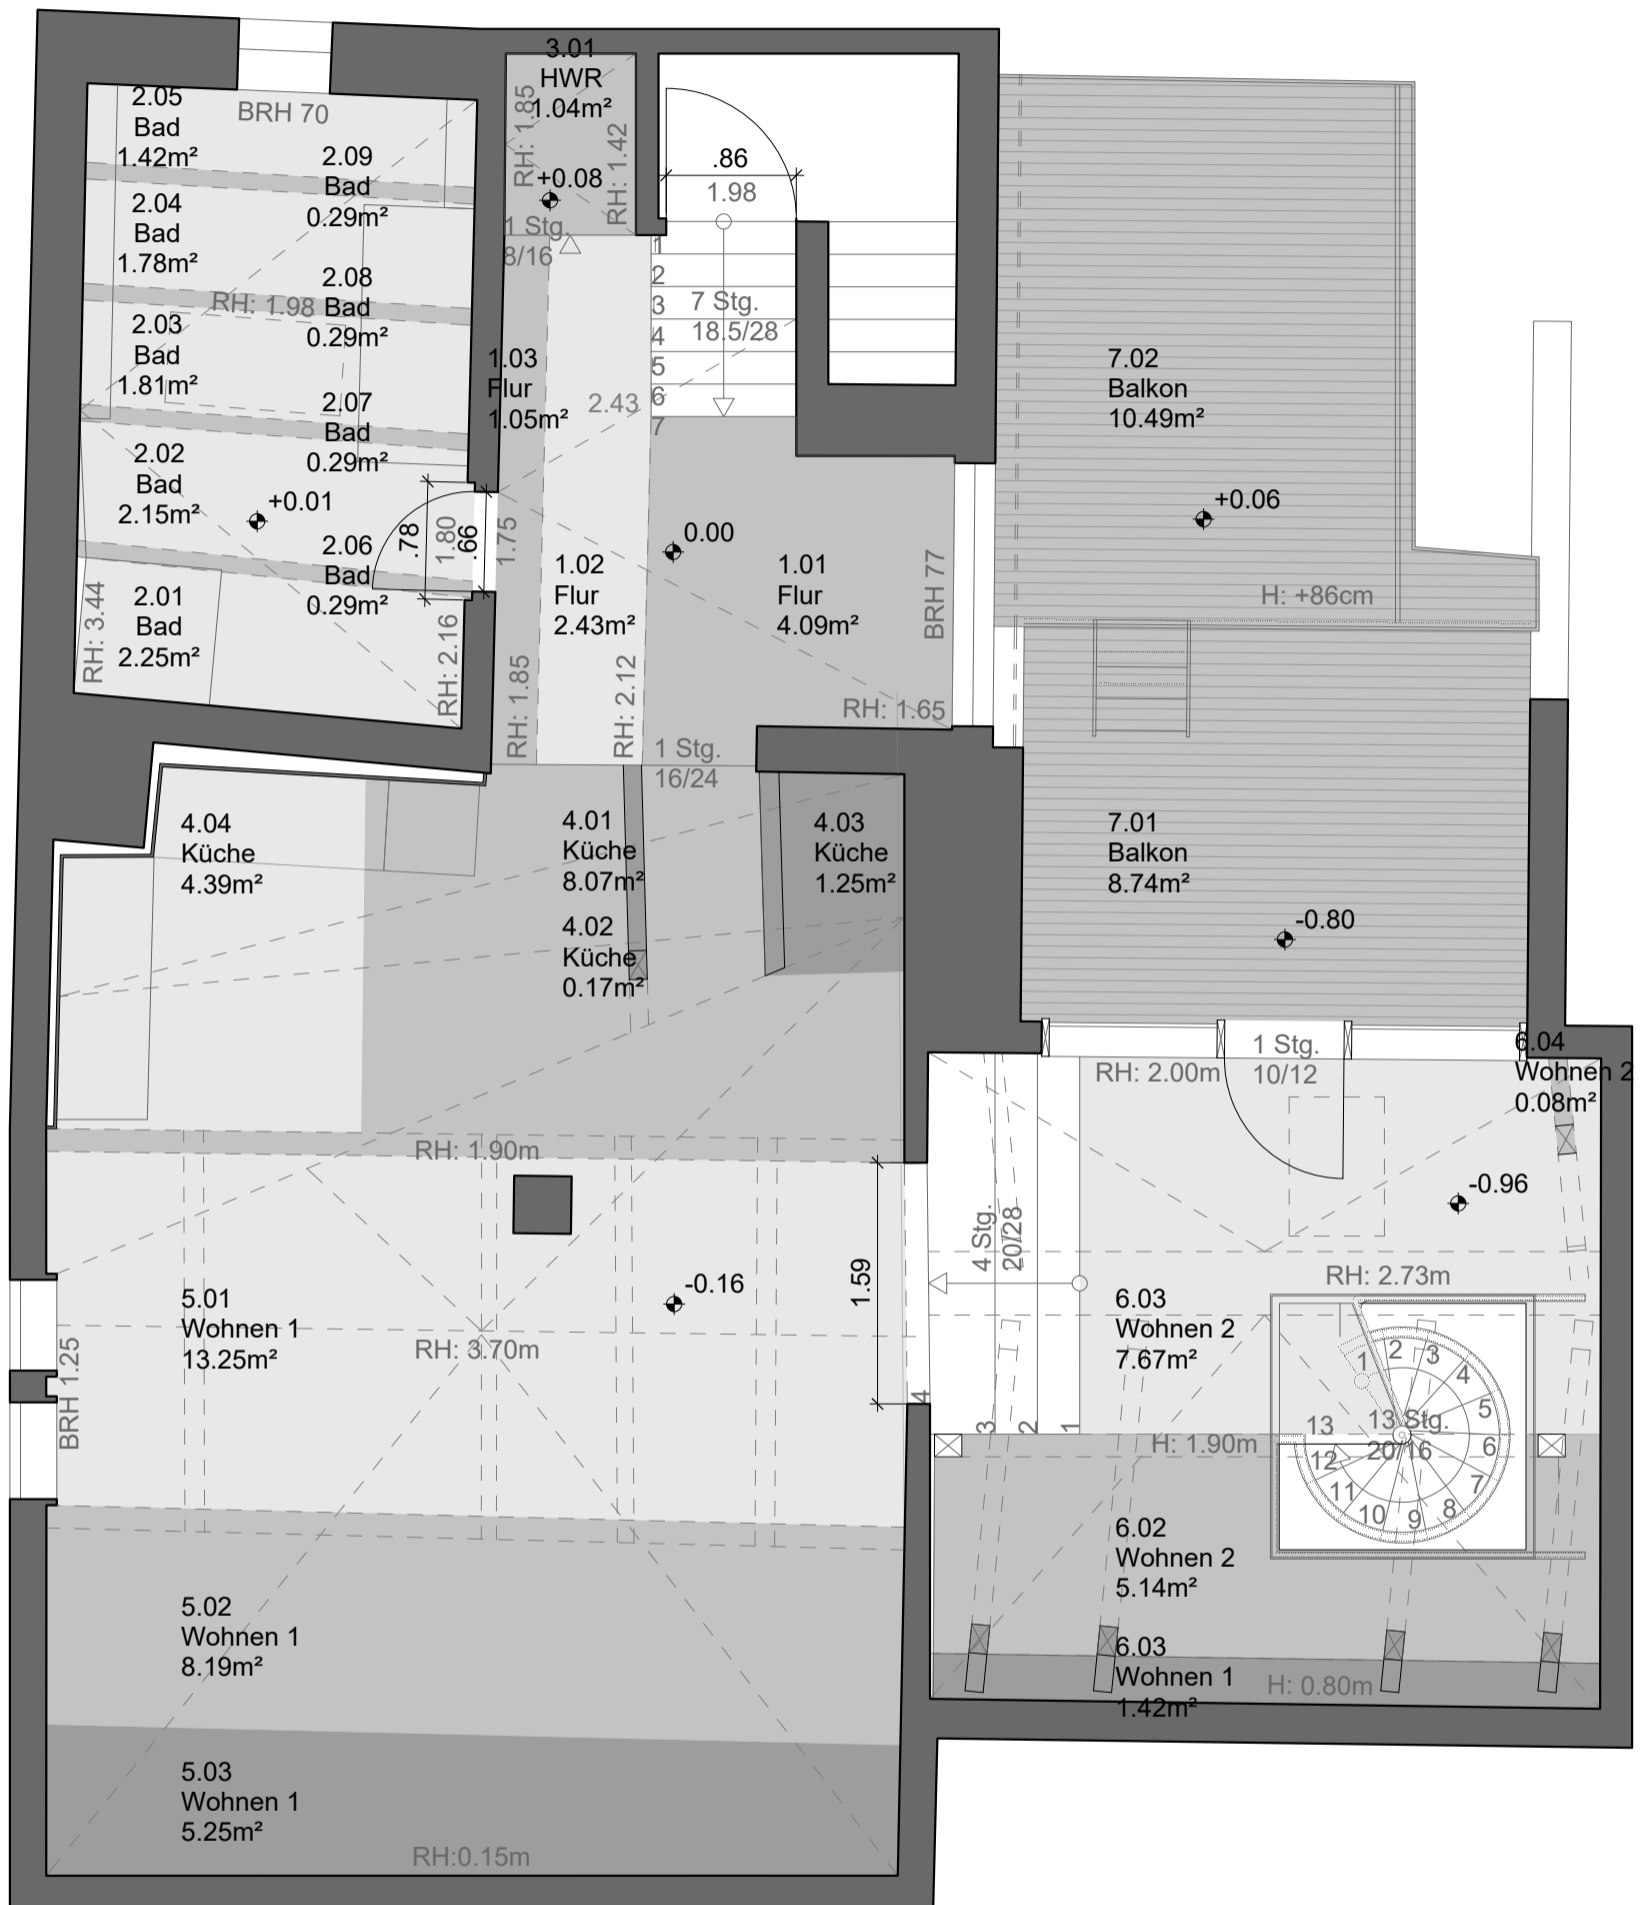 3.01
HWR
1.04m²
RH: 1.85
RH: 1.42
+0.08
1 Stg.
8/16
2.05
Bad
1.42m²
BRH 70
2.09
Bad
0.29m²
2.04
Bad
1.78m²
2.08
Bad
0.29m²
RH: 1.98
2.03
Bad
1.81m²
2.07
Bad
0.29m²
2.02
Bad
2.15m²
+0.01
2.06
Bad
0.29m²
2.01
Bad
2.25m²
RH: 3.44
RH: 2.16
.78
1.80
.66
1.75
.86
1.98
1
2
3
4
5
6
7
7 Stg.
18.5/28
2.43
1.03
Flur
1.05m²
0.00
1.02
Flur
2.43m²
1.01
Flur
4.09m²
BRH 77
RH: 1.85
RH: 2.12
RH: 1.65
1 Stg.
16/24
7.02
Balkon
10.49m²
+0.06
H: +86cm
7.01
Balkon
8.74m²
-0.80
4.04
Küche
4.39m²
4.01
Küche
8.07m²
4.02
Küche
0.17m²
4.03
Küche
1.25m²
RH: 1.90m
RH: 2.00m
1 Stg.
10/12
6.04
Wohnen 2
0.08m²
-0.96
4 Stg.
20/28
RH: 2.73m
-0.16
1.59
5.01
Wohnen 1
13.25m²
RH: 3.70m
BRH 1.25
6.03
Wohnen 2
7.67m²
4
3
2
1
H: 1.90m
13 Stg.
20/16
1
2
3
4
5
6
7
8
9
10
11
12
13
6.02
Wohnen 2
5.14m²
6.03
Wohnen 1
1.42m²
H: 0.80m
5.02
Wohnen 1
8.19m²
5.03
Wohnen 1
5.25m²
RH:0.15m